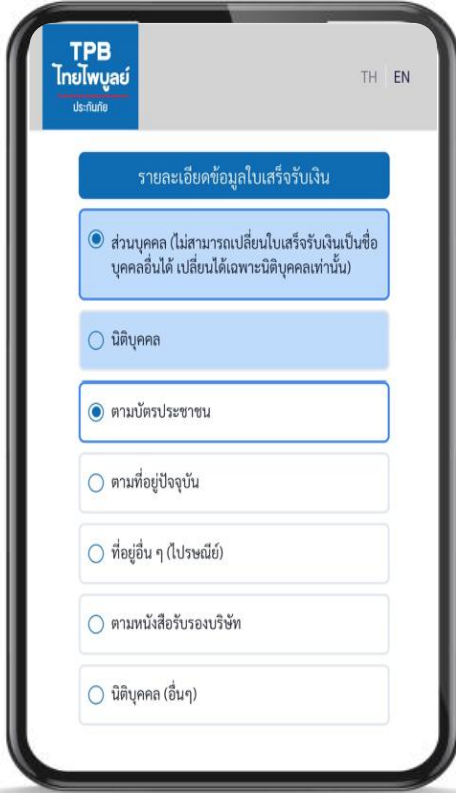 TPB
ไทยไพบูลย์
ประกันภัย
TH EN
รายละเอียดข้อมูลใบเสร็จรับเงิน
ส่วนบุคคล (ไม่สามารถเปลี่ยนใบเสร็จรับเงินเป็นชื่อ
บุคคลอื่นได้ เปลี่ยนได้เฉพาะนิติบุคคลเท่านั้น)
นิติบุคคล
ตามบัตรประชาชน
ตามที่อยู่ปัจจุบัน
ที่อยู่อื่น ๆ (ไปรษณีย์)
ตามหนังสือรับรองบริษัท
นิติบุคคล (อื่นๆ)